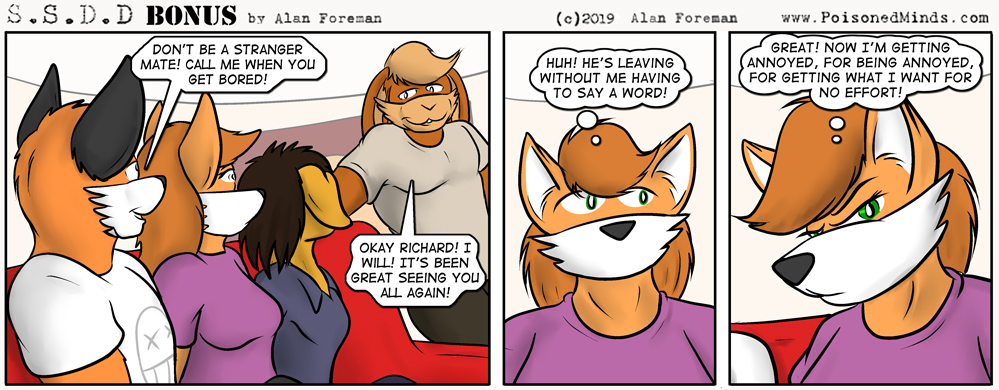 S.S.D.D BONUS by Alan Foreman (c)2019 Alan Foreman www.PoisonedMinds.com
DON'T BE A STRANGER
MATE! CALL ME WHEN YOU
GET BORED!
OKAY RICHARD! I
WILL! IT'S BEEN
GREAT SEEING YOU
ALL AGAIN!
HUH! HE'S LEAVING
WITHOUT ME HAVING
TO SAY A WORD!
GREAT! NOW I'M GETTING
ANNOYED, FOR BEING ANNOYED,
FOR GETTING WHAT I WANT FOR
NO EFFORT!